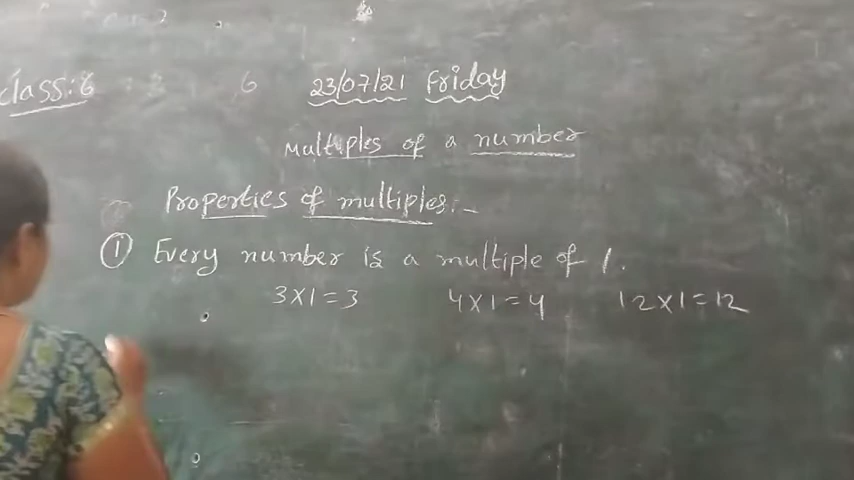 class:6 23/07/21 Friday
Multiples of a number
Properties of multiples:-
① Every number is a multiple of 1.
3×1=3 4×1=4 12×1=12